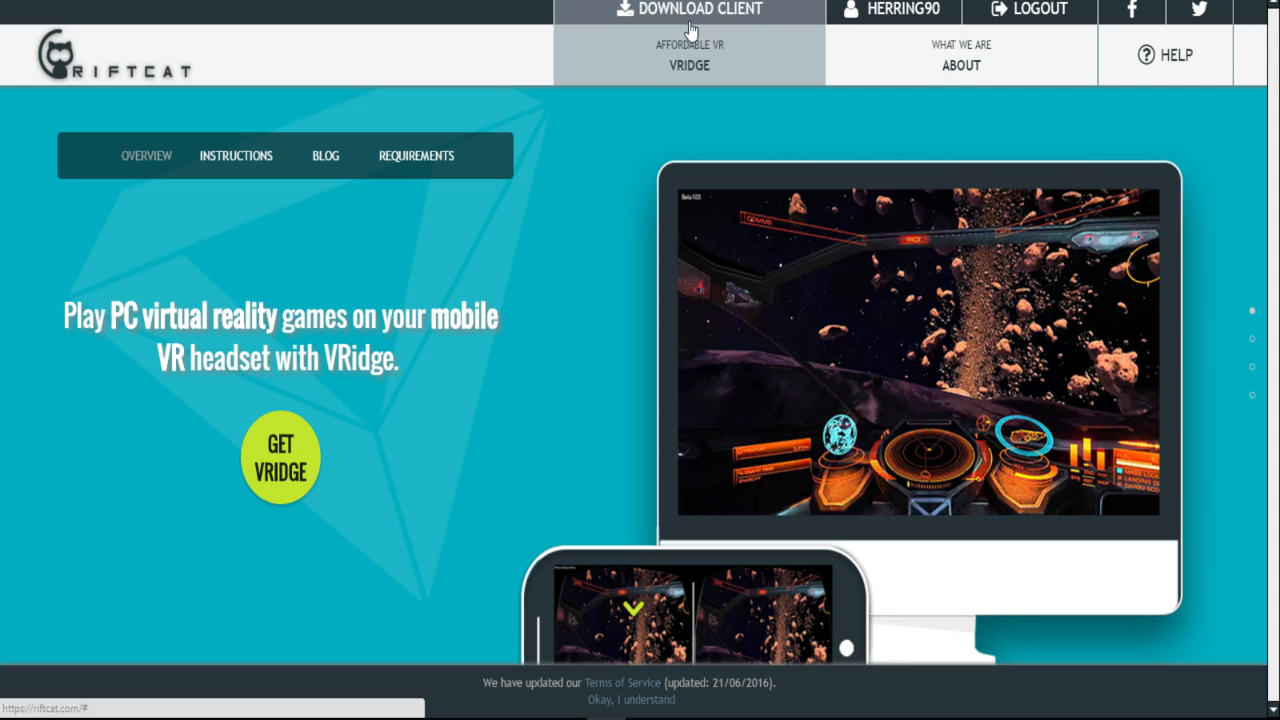 DOWNLOAD CLIENT
HERRING90
LOGOUT
RIFTCAT
AFFORDABLE VR
VRIDGE
WHAT WE ARE
ABOUT
HELP
OVERVIEW
INSTRUCTIONS
BLOG
REQUIREMENTS
Play PC virtual reality games on your mobile
VR headset with VRidge.
GET
VRIDGE
COMMS
We have updated our Terms of Service (updated: 21/06/2016).
Okay, I understand
https://riftcat.com/#